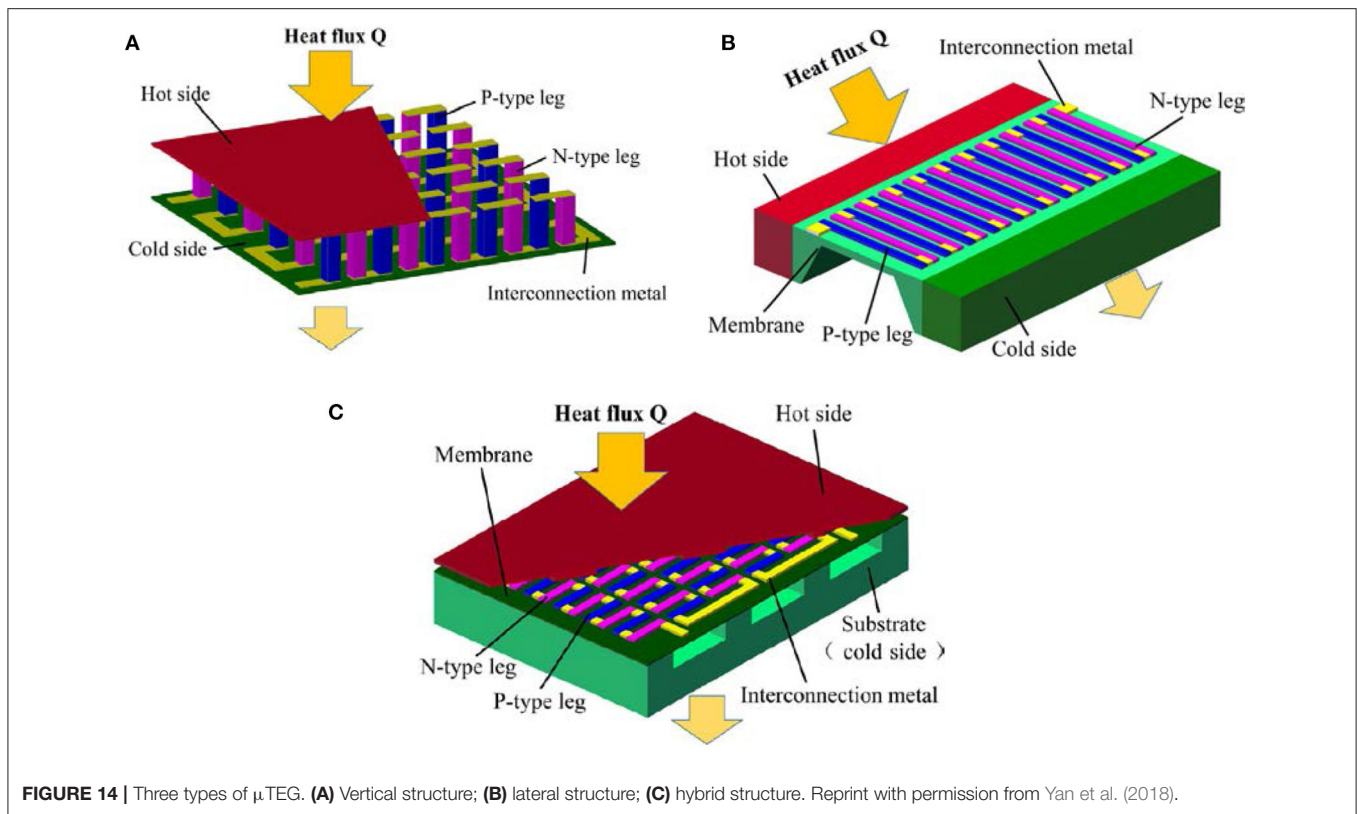 A
Heat flux Q
Hot side
P-type leg
N-type leg
Cold side
Interconnection metal
B
Heat flux Q
Interconnection metal
N-type leg
Hot side
Membrane
P-type leg
Cold side
C
Heat flux Q
Hot side
Membrane
N-type leg
P-type leg
Substrate
（ cold side ）
Interconnection metal
FIGURE 14 | Three types of μTEG. (A) Vertical structure; (B) lateral structure; (C) hybrid structure. Reprint with permission from Yan et al. (2018).